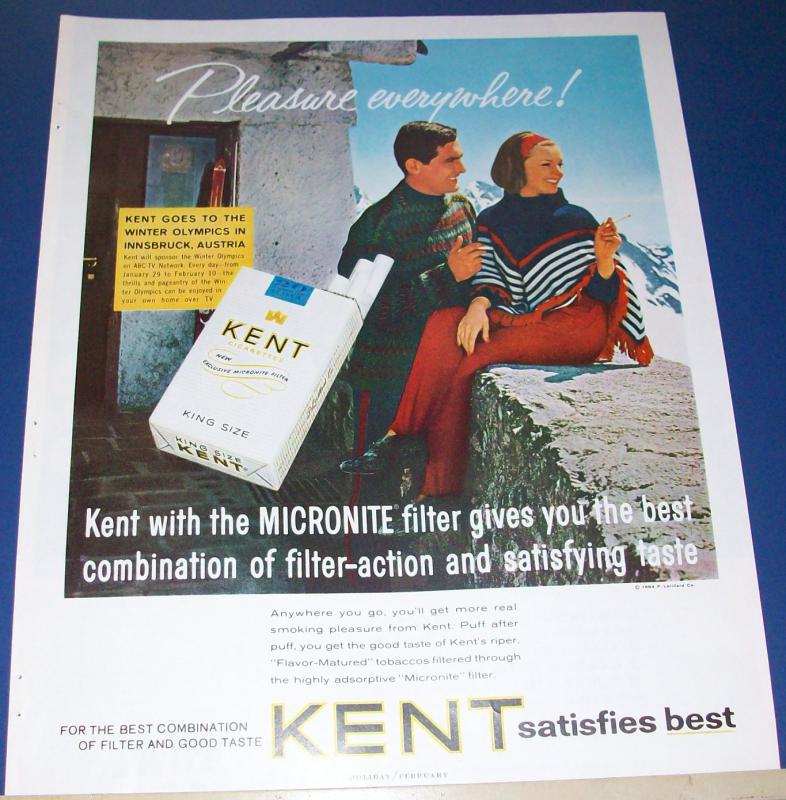 Pleasure everywhere!
KENT GOES TO THE
WINTER OLYMPICS IN
INNSBRUCK, AUSTRIA
Kent will sponsor the Winter Olympics
on ABC-TV Network. Every day—from
January 29 to February 10—the
thrills and pageantry of the Win-
ter Olympics can be enjoyed in
your own home over TV
KENT
CIGARETTES
NEW
EXCLUSIVE MICRONITE FILTER
KING SIZE
KING SIZE
KENT
Kent with the MICRONITE® filter gives you the best
combination of filter-action and satisfying taste
© 1964 P. Lorillard Co.
Anywhere you go, you'll get more real
smoking pleasure from Kent. Puff after
puff, you get the good taste of Kent's riper,
"Flavor-Matured" tobaccos filtered through
the highly adsorptive "Micronite" filter.
FOR THE BEST COMBINATION
OF FILTER AND GOOD TASTE
KENT satisfies best
HOLIDAY/FEBRUARY